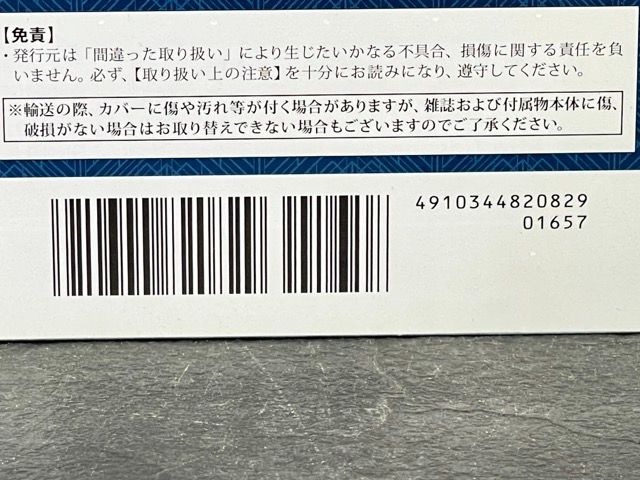 【免責】
・発行元は「間違った取り扱い」により生じたいかなる不具合、損傷に関する責任を負
いません。必ず、【取り扱い上の注意】を十分にお読みになり、遵守してください。
※輸送の際、カバーに傷や汚れ等が付く場合がありますが、雑誌および付属物本体に傷、
破損がない場合はお取り替えできない場合もございますのでご了承ください。
4910344820829
01657